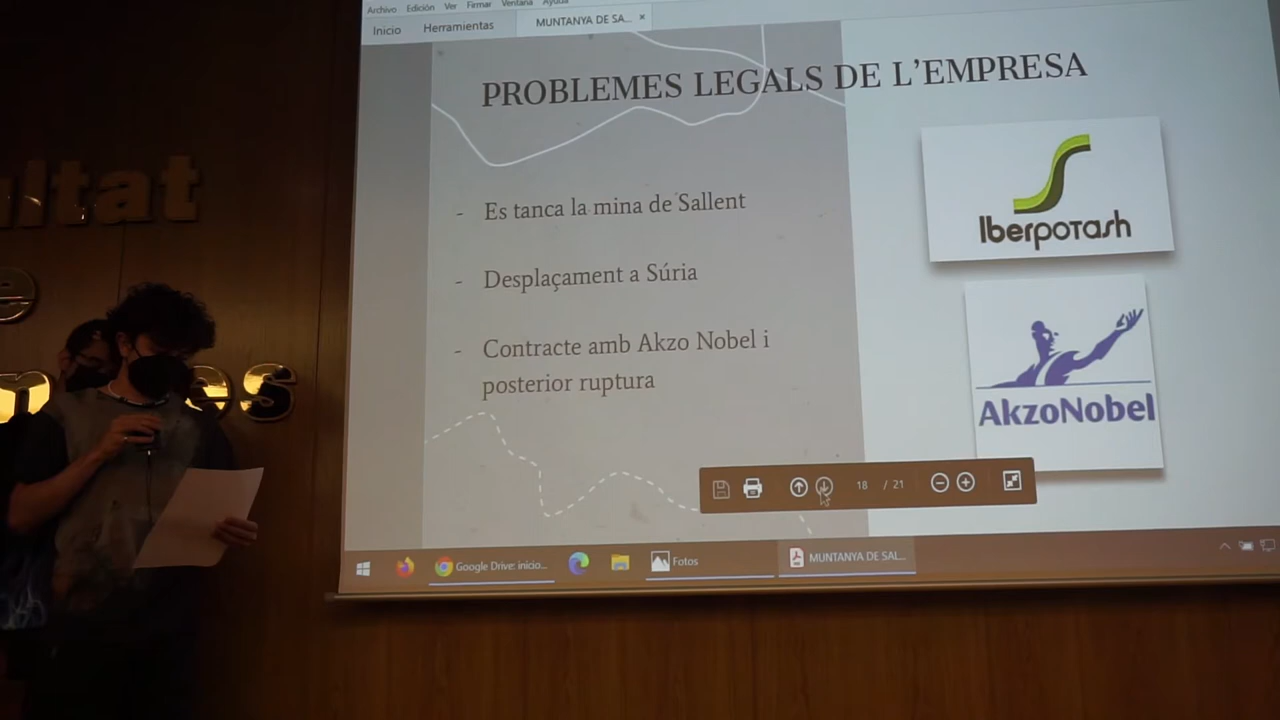 Archivo Edición Ver Firmar Ventana Ayuda
Inicio Herramientas MUNTANYA DE SA... ×
PROBLEMES LEGALS DE L'EMPRESA
- Es tanca la mina de Sallent
- Desplaçament a Súria
- Contracte amb Akzo Nobel i
posterior ruptura
Iberpotash
AkzoNobel
18 / 21
Google Drive: inicio...
Fotos
MUNTANYA DE SAL...
ultat
e
es